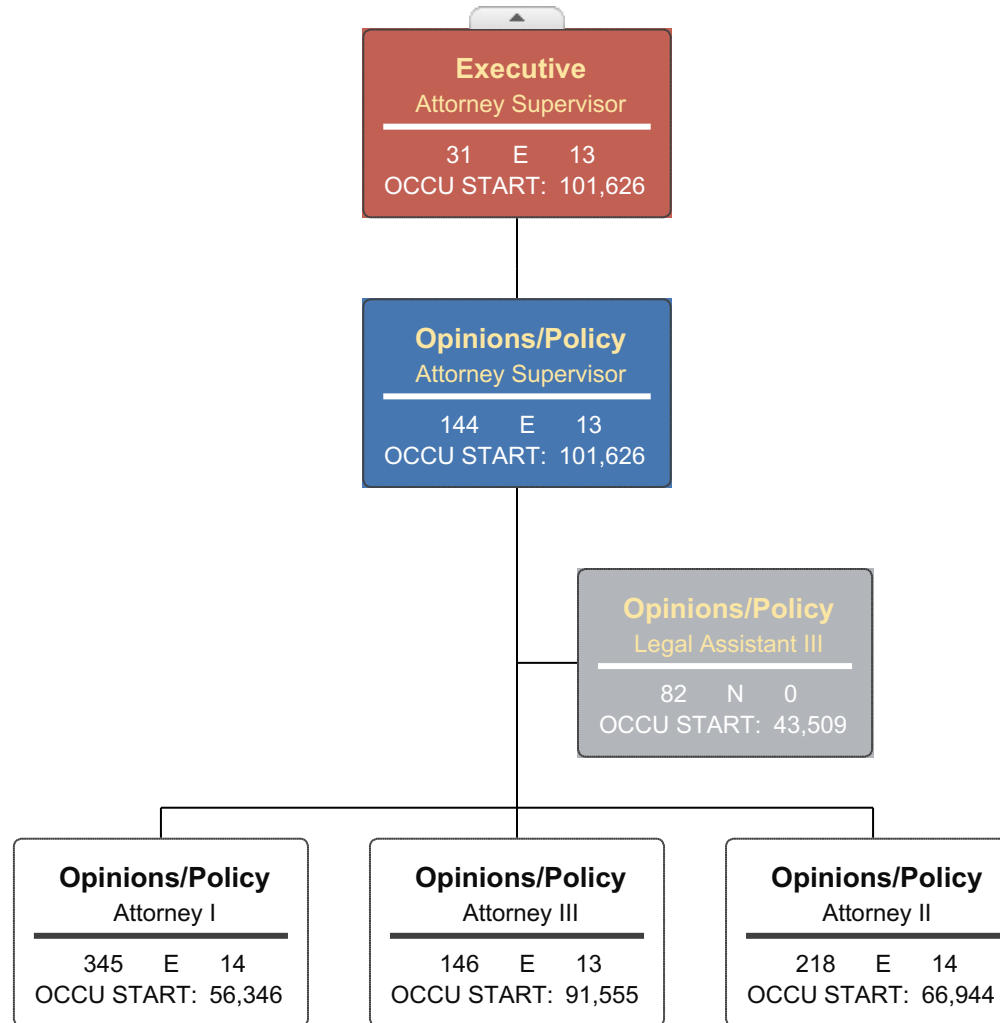 Executive
Attorney Supervisor
31 E 13
OCCU START: 101,626
Opinions/Policy
Attorney Supervisor
144 E 13
OCCU START: 101,626
Opinions/Policy
Legal Assistant III
82 N 0
OCCU START: 43,509
Opinions/Policy
Attorney I
345 E 14
OCCU START: 56,346
Opinions/Policy
Attorney III
146 E 13
OCCU START: 91,555
Opinions/Policy
Attorney II
218 E 14
OCCU START: 66,944